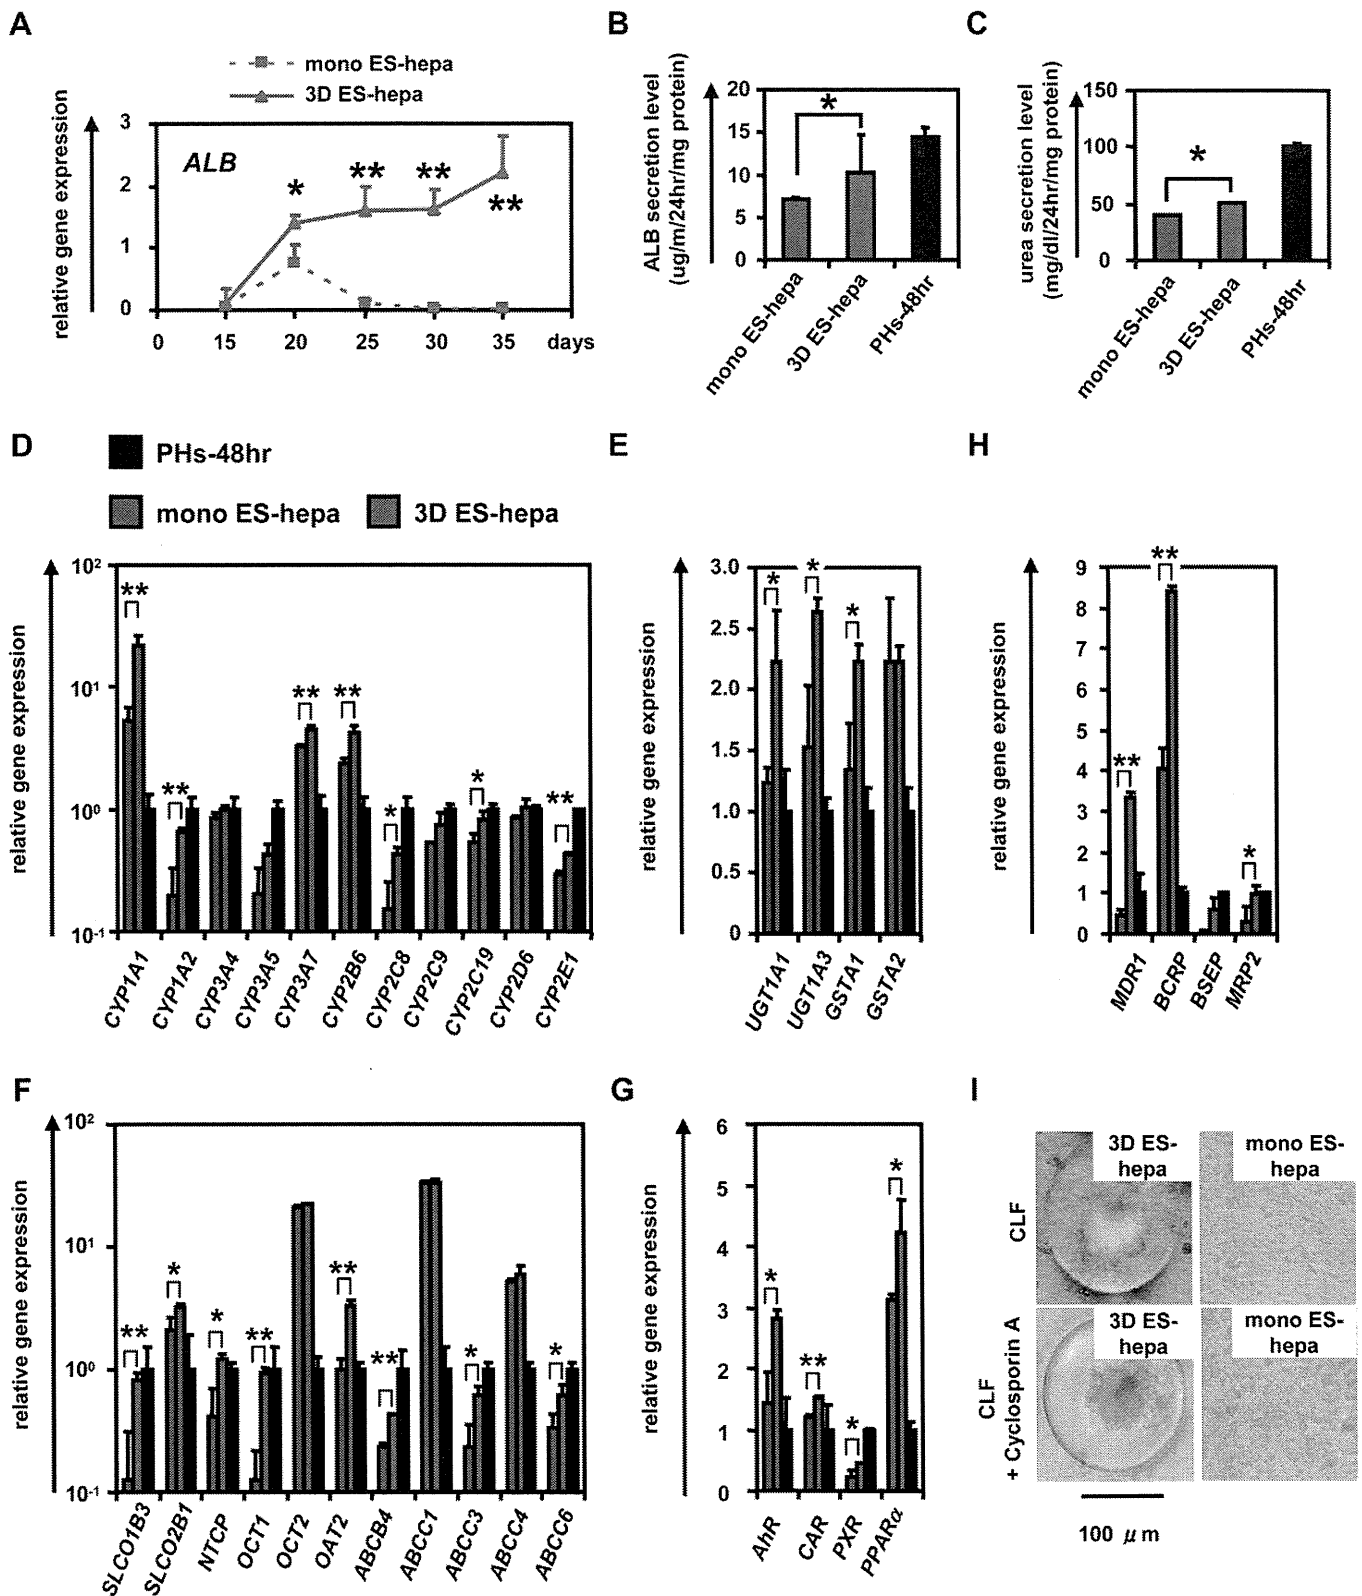 A
mono ES-hepa
3D ES-hepa
relative gene expression
3
2
1
0
ALB
*
**
**
**
0
15
20
25
30
35
days
B
ALB secretion level
(ug/m/24hr/mg protein)
20
15
10
5
0
*
mono ES-hepa
3D ES-hepa
PHs-48hr
C
urea secretion level
(mg/dl/24hr/mg protein)
150
100
50
0
*
mono ES-hepa
3D ES-hepa
PHs-48hr
D
PHs-48hr
mono ES-hepa
3D ES-hepa
relative gene expression
10²
10¹
10⁰
10⁻¹
**
**
**
**
*
*
**
CYP1A1
CYP1A2
CYP3A4
CYP3A5
CYP3A7
CYP2B6
CYP2C8
CYP2C9
CYP2C19
CYP2D6
CYP2E1
E
relative gene expression
3.0
2.5
2.0
1.5
1.0
0.5
0
*
*
*
UGT1A1
UGT1A3
GSTA1
GSTA2
H
relative gene expression
9
8
7
6
5
4
3
2
1
0
**
**
*
MDR1
BCRP
BSEP
MRP2
F
relative gene expression
10²
10¹
10⁰
10⁻¹
**
*
*
**
**
**
*
*
SLCO1B3
SLCO2B1
NTCP
OCT1
OCT2
OAT2
ABCB4
ABCC1
ABCC3
ABCC4
ABCC6
G
relative gene expression
6
5
4
3
2
1
0
*
**
*
*
AhR
CAR
PXR
PPARα
I
CLF
3D ES-
hepa
mono ES-
hepa
CLF
+ Cyclosporin A
3D ES-
hepa
mono ES-
hepa
100 μm